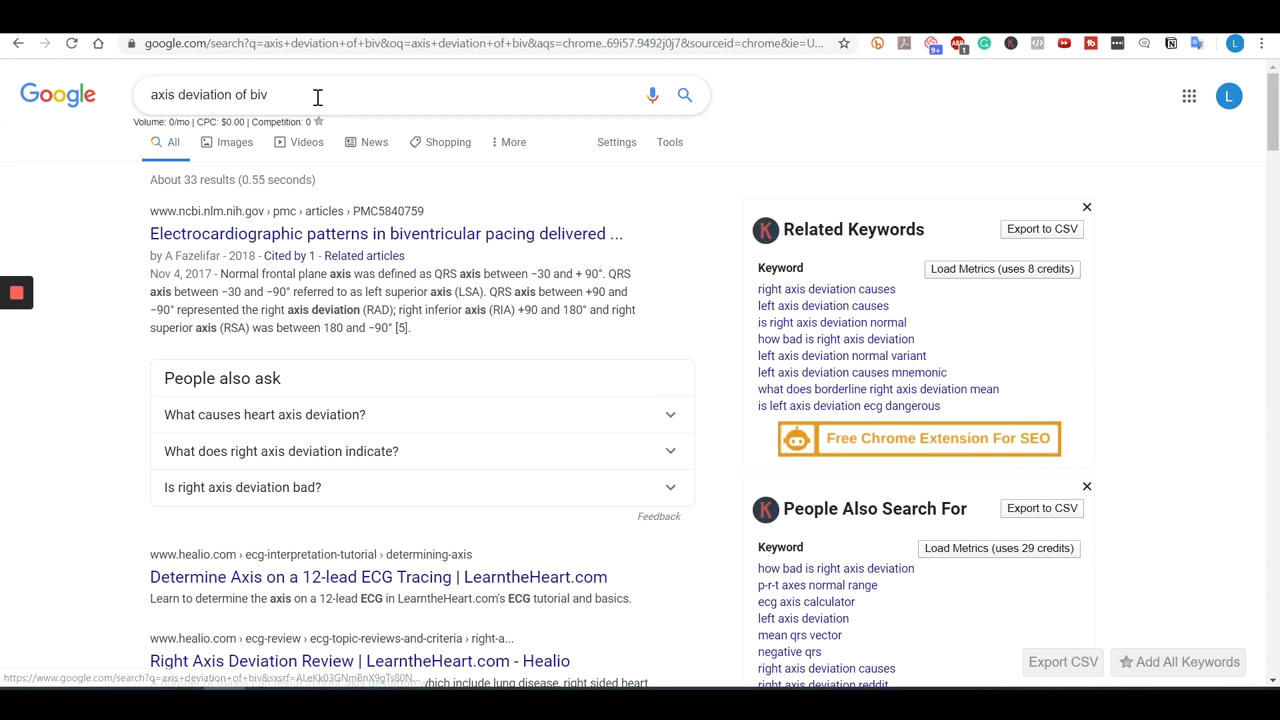 google.com/search?q=axis+deviation+of+biv&oq=axis+deviation+of+biv&aqs=chrome..69i57.9492j0j7&sourceid=chrome&ie=U...
9+
1
L
Google
axis deviation of biv
L
Volume: 0/mo | CPC: $0.00 | Competition: 0
All
Images
Videos
News
Shopping
More
Settings
Tools
About 33 results (0.55 seconds)
www.ncbi.nlm.nih.gov › pmc › articles › PMC5840759
Electrocardiographic patterns in biventricular pacing delivered ...
by A Fazelifar - 2018 - Cited by 1 - Related articles
Nov 4, 2017 - Normal frontal plane axis was defined as QRS axis between −30 and + 90°. QRS
axis between −30 and −90° referred to as left superior axis (LSA). QRS axis between +90 and
−90° represented the right axis deviation (RAD); right inferior axis (RIA) +90 and 180° and right
superior axis (RSA) was between 180 and −90° [5].
People also ask
What causes heart axis deviation?
What does right axis deviation indicate?
Is right axis deviation bad?
Feedback
www.healio.com › ecg-interpretation-tutorial › determining-axis
Determine Axis on a 12-lead ECG Tracing | LearntheHeart.com
Learn to determine the axis on a 12-lead ECG in LearntheHeart.com's ECG tutorial and basics.
www.healio.com › ecg-review › ecg-topic-reviews-and-criteria › right-a...
Right Axis Deviation Review | LearntheHeart.com - Healio
which include lung disease, right sided heart
K
Related Keywords
Export to CSV
Keyword
Load Metrics (uses 8 credits)
right axis deviation causes
left axis deviation causes
is right axis deviation normal
how bad is right axis deviation
left axis deviation normal variant
left axis deviation causes mnemonic
what does borderline right axis deviation mean
is left axis deviation ecg dangerous
Free Chrome Extension For SEO
K
People Also Search For
Export to CSV
Keyword
Load Metrics (uses 29 credits)
how bad is right axis deviation
p-r-t axes normal range
ecg axis calculator
left axis deviation
mean qrs vector
negative qrs
right axis deviation causes
right axis deviation reddit
Export CSV
Add All Keywords